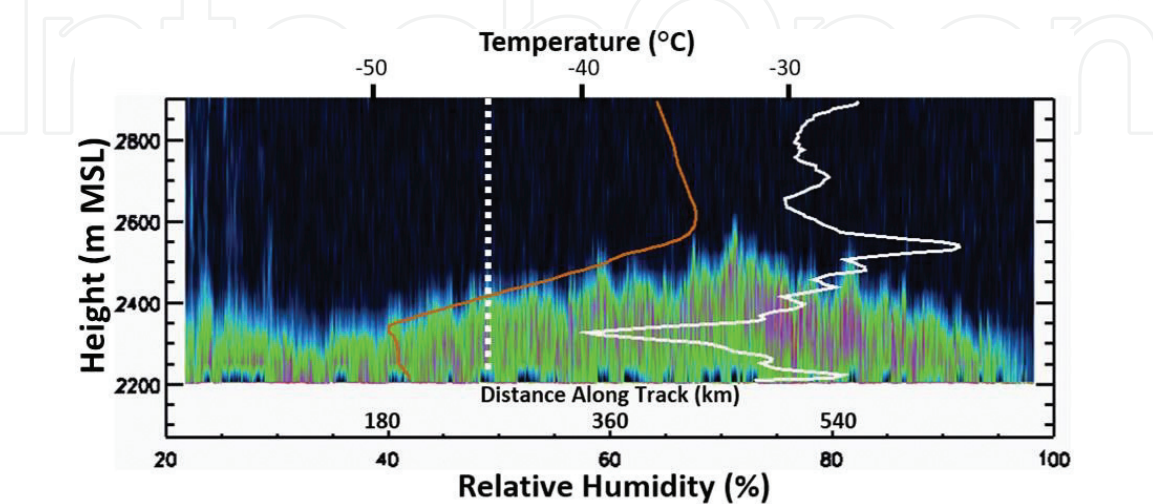 IntechOpen
Temperature (°C)
-50 -40 -30
Height (m MSL)
2800
2600
2400
2200
Distance Along Track (km)
180 360 540
20 40 60 80 100
Relative Humidity (%)